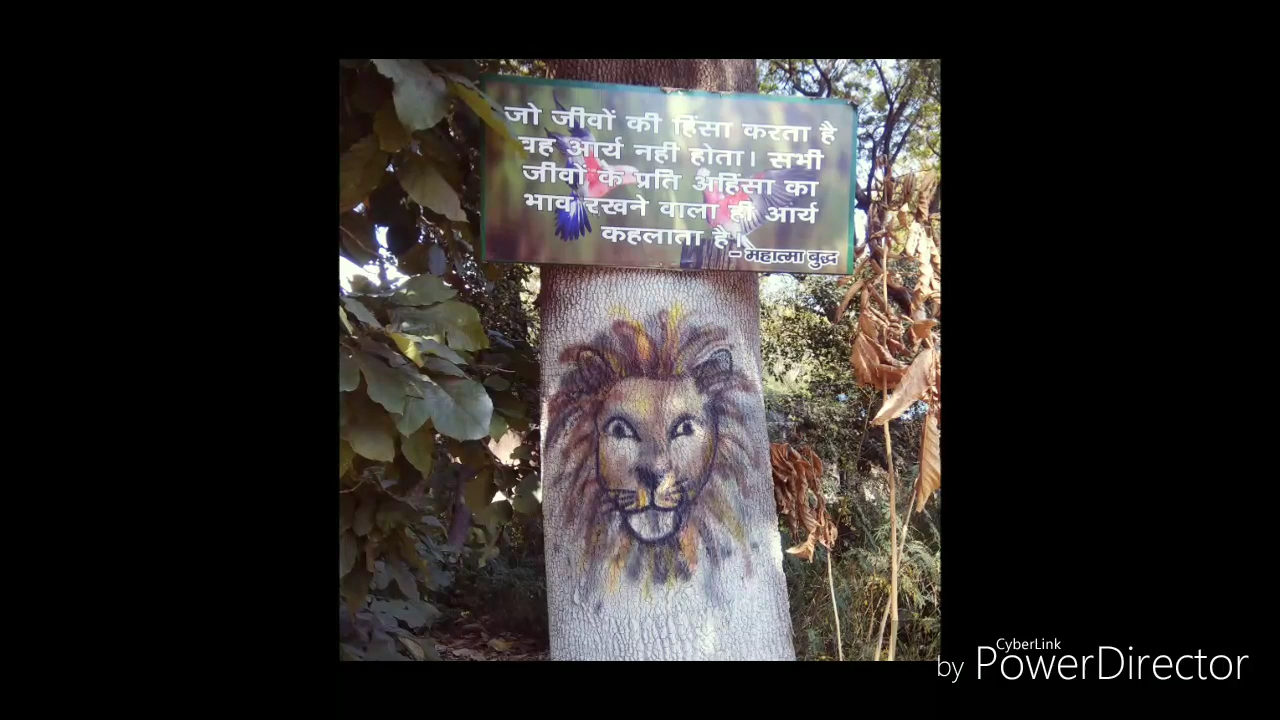 जो जीवों की हिंसा करता है
वह आर्य नहीं होता। सभी
जीवों के प्रति अहिंसा का
भाव रखने वाला ही आर्य
कहलाता है।
- महात्मा बुद्ध
CyberLink
by PowerDirector